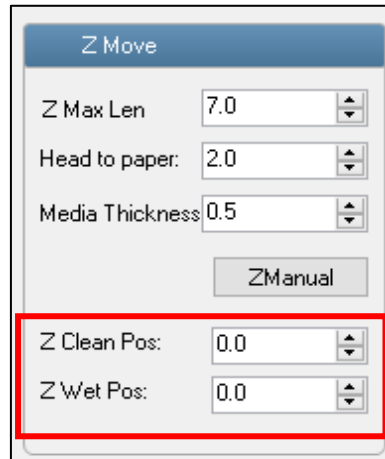 Z Move
Z Max Len 7.0
Head to paper: 2.0
Media Thickness 0.5
ZManual
Z Clean Pos: 0.0
Z Wet Pos: 0.0